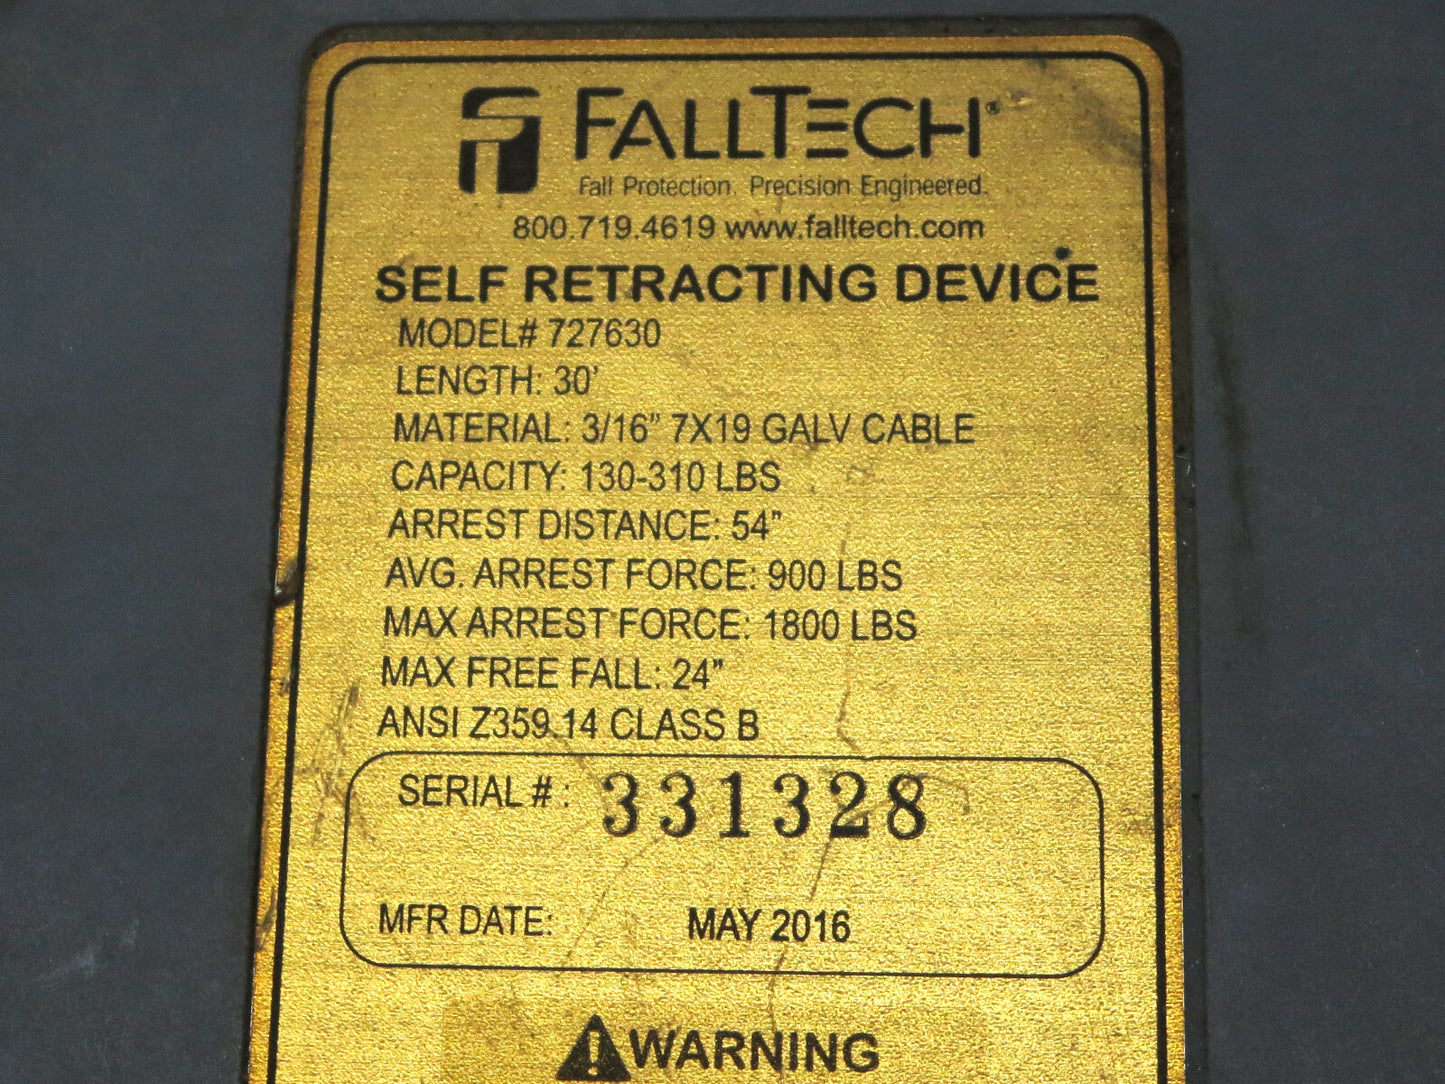 FALLTECH®
Fall Protection. Precision Engineered.
800.719.4619 www.falltech.com
SELF RETRACTING DEVICE
MODEL# 727630
LENGTH: 30'
MATERIAL: 3/16" 7X19 GALV CABLE
CAPACITY: 130-310 LBS
ARREST DISTANCE: 54"
AVG. ARREST FORCE: 900 LBS
MAX ARREST FORCE: 1800 LBS
MAX FREE FALL: 24"
ANSI Z359.14 CLASS B
SERIAL #: 331328
MFR DATE: MAY 2016
WARNING